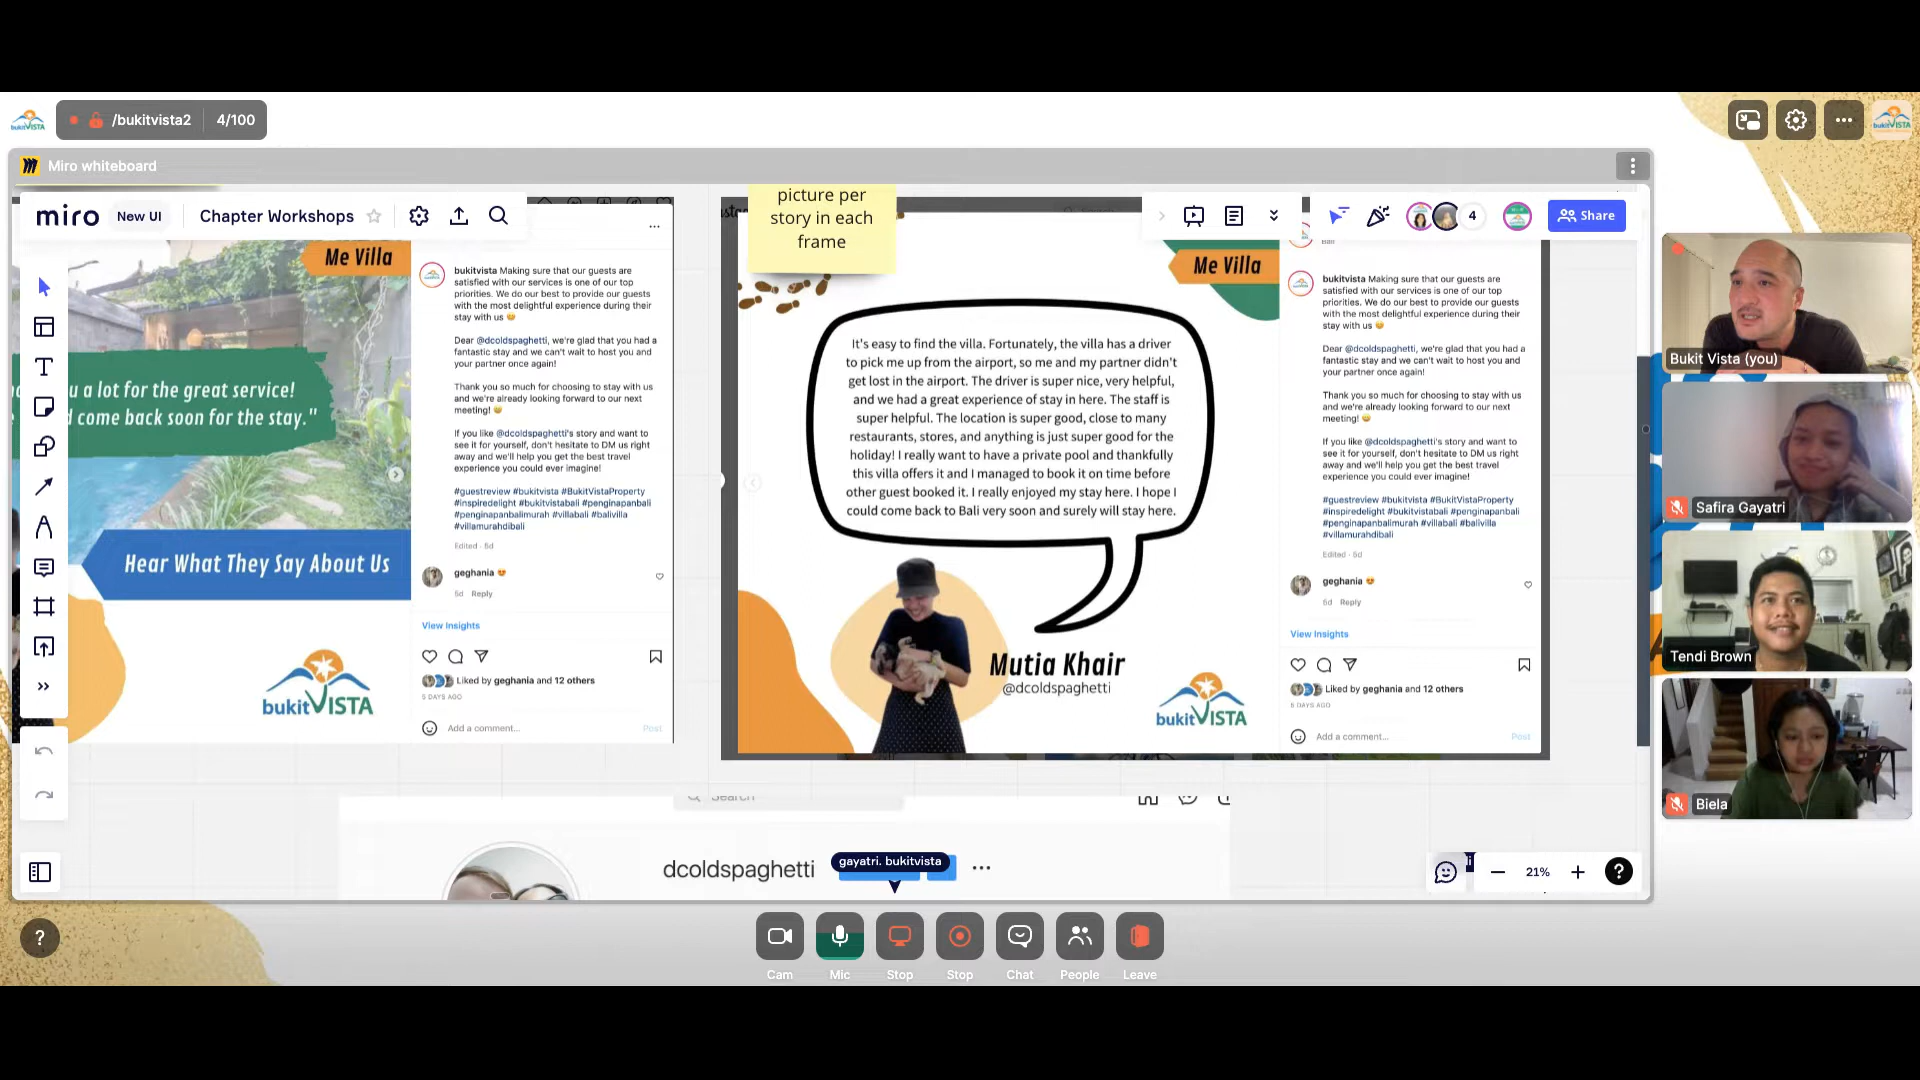 bukitVISTA
/bukitvista2
4/100
Miro whiteboard
miro
New UI
Chapter Workshops
picture per
story in each
frame
4
Share
Me Villa
u a lot for the great service!
d come back soon for the stay."
Hear What They Say About Us
bukitVISTA
bukitvista Making sure that our guests are
satisfied with our services is one of our top
priorities. We do our best to provide our guests
with the most delightful experience during their
stay with us 😊
Dear @dcoldspaghetti, we're glad that you had a
fantastic stay and we can't wait to host you and
your partner once again!
Thank you so much for choosing to stay with us
and we're already looking forward to our next
meeting! 😊
If you like @dcoldspaghetti's story and want to
see it for yourself, don't hesitate to DM us right
away and we'll help you get the best travel
experience you could ever imagine!
#guestreview #bukitvista #BukitVistaProperty
#inspiredelight #bukitvistabali #penginapanbali
#penginapanbalimurah #villabali #balivilla
#villamurahdibali
Edited · 5d
geghania 😍
5d Reply
View Insights
Liked by geghania and 12 others
5 DAYS AGO
Add a comment...
Post
Me Villa
It's easy to find the villa. Fortunately, the villa has a driver
to pick me up from the airport, so me and my partner didn't
get lost in the airport. The driver is super nice, very helpful,
and we had a great experience of stay in here. The staff is
super helpful. The location is super good, close to many
restaurants, stores, and anything is just super good for the
holiday! I really want to have a private pool and thankfully
this villa offers it and I managed to book it on time before
other guest booked it. I really enjoyed my stay here. I hope I
could come back to Bali very soon and surely will stay here.
Mutia Khair
@dcoldspaghetti
bukitVISTA
bukitvista Making sure that our guests are
satisfied with our services is one of our top
priorities. We do our best to provide our guests
with the most delightful experience during their
stay with us 😊
Dear @dcoldspaghetti, we're glad that you had a
fantastic stay and we can't wait to host you and
your partner once again!
Thank you so much for choosing to stay with us
and we're already looking forward to our next
meeting! 😊
If you like @dcoldspaghetti's story and want to
see it for yourself, don't hesitate to DM us right
away and we'll help you get the best travel
experience you could ever imagine!
#guestreview #bukitvista #BukitVistaProperty
#inspiredelight #bukitvistabali #penginapanbali
#penginapanbalimurah #villabali #balivilla
#villamurahdibali
Edited · 5d
geghania 😍
5d Reply
View Insights
Liked by geghania and 12 others
5 DAYS AGO
Add a comment...
Post
Search
dcoldspaghetti
gayatri. bukitvista
21%
?
Bukit Vista (you)
Safira Gayatri
Tendi Brown
Biela
?
Cam
Mic
Stop
Stop
Chat
People
Leave